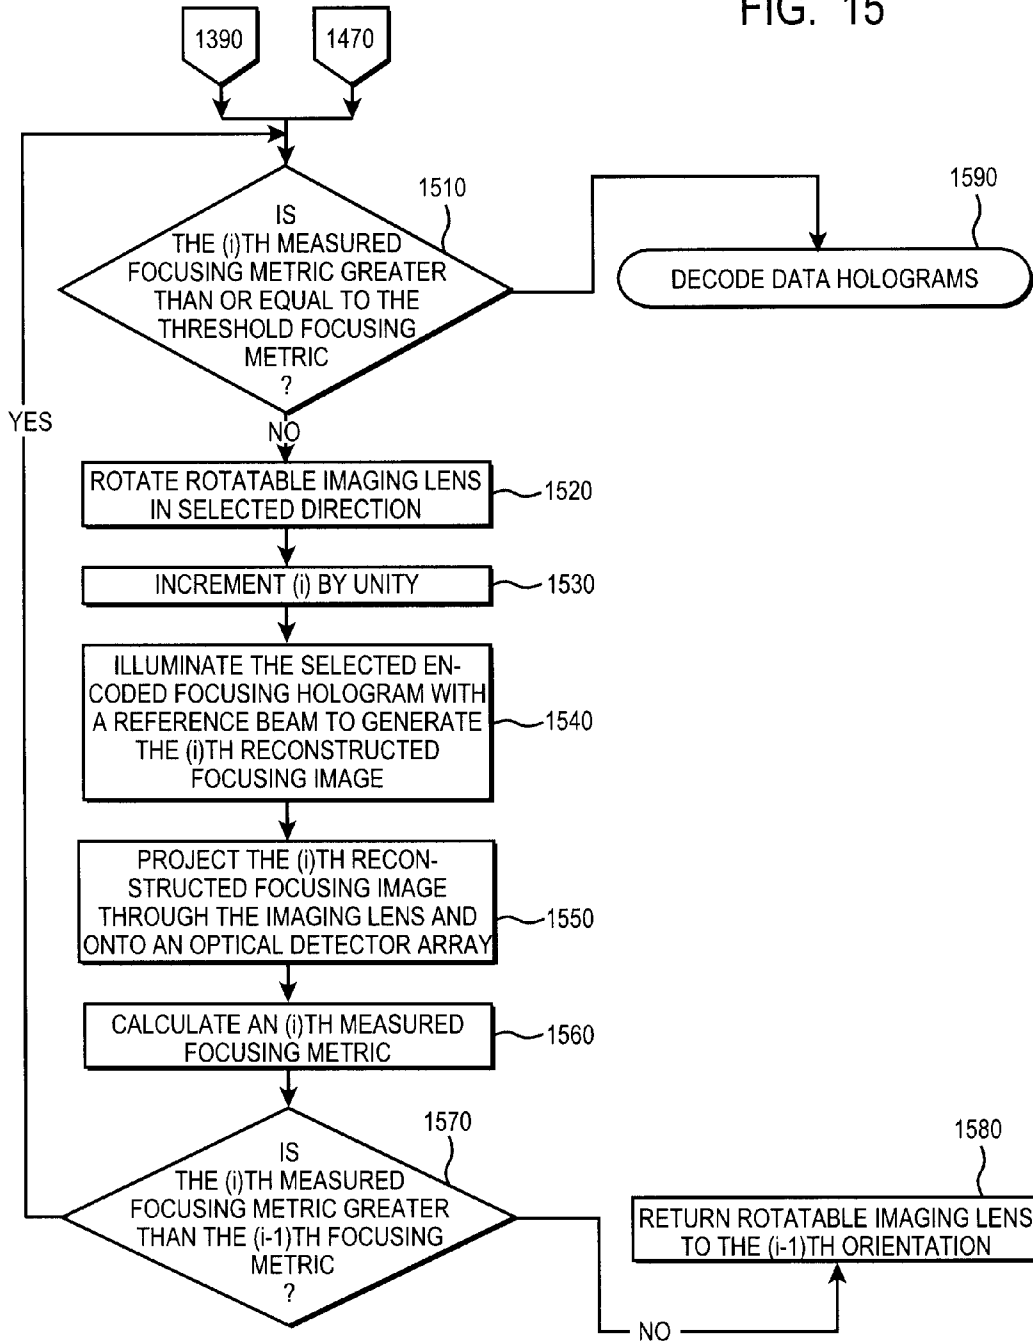 FIG. 15
1390
1470
1510
IS
THE (i)TH MEASURED
FOCUSING METRIC GREATER
THAN OR EQUAL TO THE
THRESHOLD FOCUSING
METRIC
?
1590
DECODE DATA HOLOGRAMS
YES
NO
ROTATE ROTATABLE IMAGING LENS
IN SELECTED DIRECTION
1520
INCREMENT (i) BY UNITY
1530
ILLUMINATE THE SELECTED EN-
CODED FOCUSING HOLOGRAM WITH
A REFERENCE BEAM TO GENERATE
THE (i)TH RECONSTRUCTED
FOCUSING IMAGE
1540
PROJECT THE (i)TH RECON-
STRUCTED FOCUSING IMAGE
THROUGH THE IMAGING LENS AND
ONTO AN OPTICAL DETECTOR ARRAY
1550
CALCULATE AN (i)TH MEASURED
FOCUSING METRIC
1560
1570
IS
THE (i)TH MEASURED
FOCUSING METRIC GREATER
THAN THE (i-1)TH FOCUSING
METRIC
?
1580
RETURN ROTATABLE IMAGING LENS
TO THE (i-1)TH ORIENTATION
NO